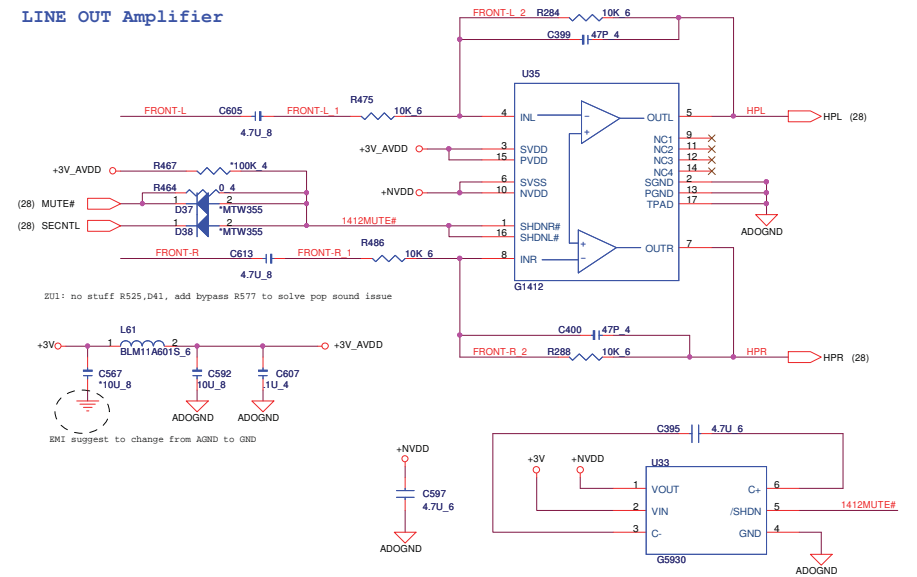 LINE OUT Amplifier
FRONT-L_2 R284 10K_6
C399 47P_4
U35
FRONT-L C605 FRONT-L_1 R475 10K_6
4.7U_8
4 INL OUTL 5 HPL HPL (28)
+3V_AVDD 3 SVDD
15 PVDD
NC1 9
NC2 11
NC3 12
NC4 14
+3V_AVDD R467 *100K_4
+NVDD 6 SVSS
10 NVDD
SGND 2
PGND 13
TPAD 17
ADOGND
R464 0_4
(28) MUTE# 1 2
D37 *MTW355
(28) SECNTL 1 2
D38 *MTW355
1412MUTE#
1 SHDNR#
16 SHDNL#
OUTR 7
FRONT-R C613 FRONT-R_1 R486 10K_6
4.7U_8
8 INR
G1412
ZU1: no stuff R525,D41, add bypass R577 to solve pop sound issue
C400 47P_4
FRONT-R_2 R288 10K_6
HPR HPR (28)
L61
+3V 1 2 +3V_AVDD
BLM11A601S_6
C567
*10U_8
C592
10U_8
C607
.1U_4
ADOGND ADOGND
EMI suggest to change from AGND to GND
+NVDD
C597
4.7U_6
ADOGND
C395 4.7U_6
+3V +NVDD
U33
1 VOUT C+ 6
2 VIN /SHDN 5 1412MUTE#
3 C- GND 4
G5930
ADOGND